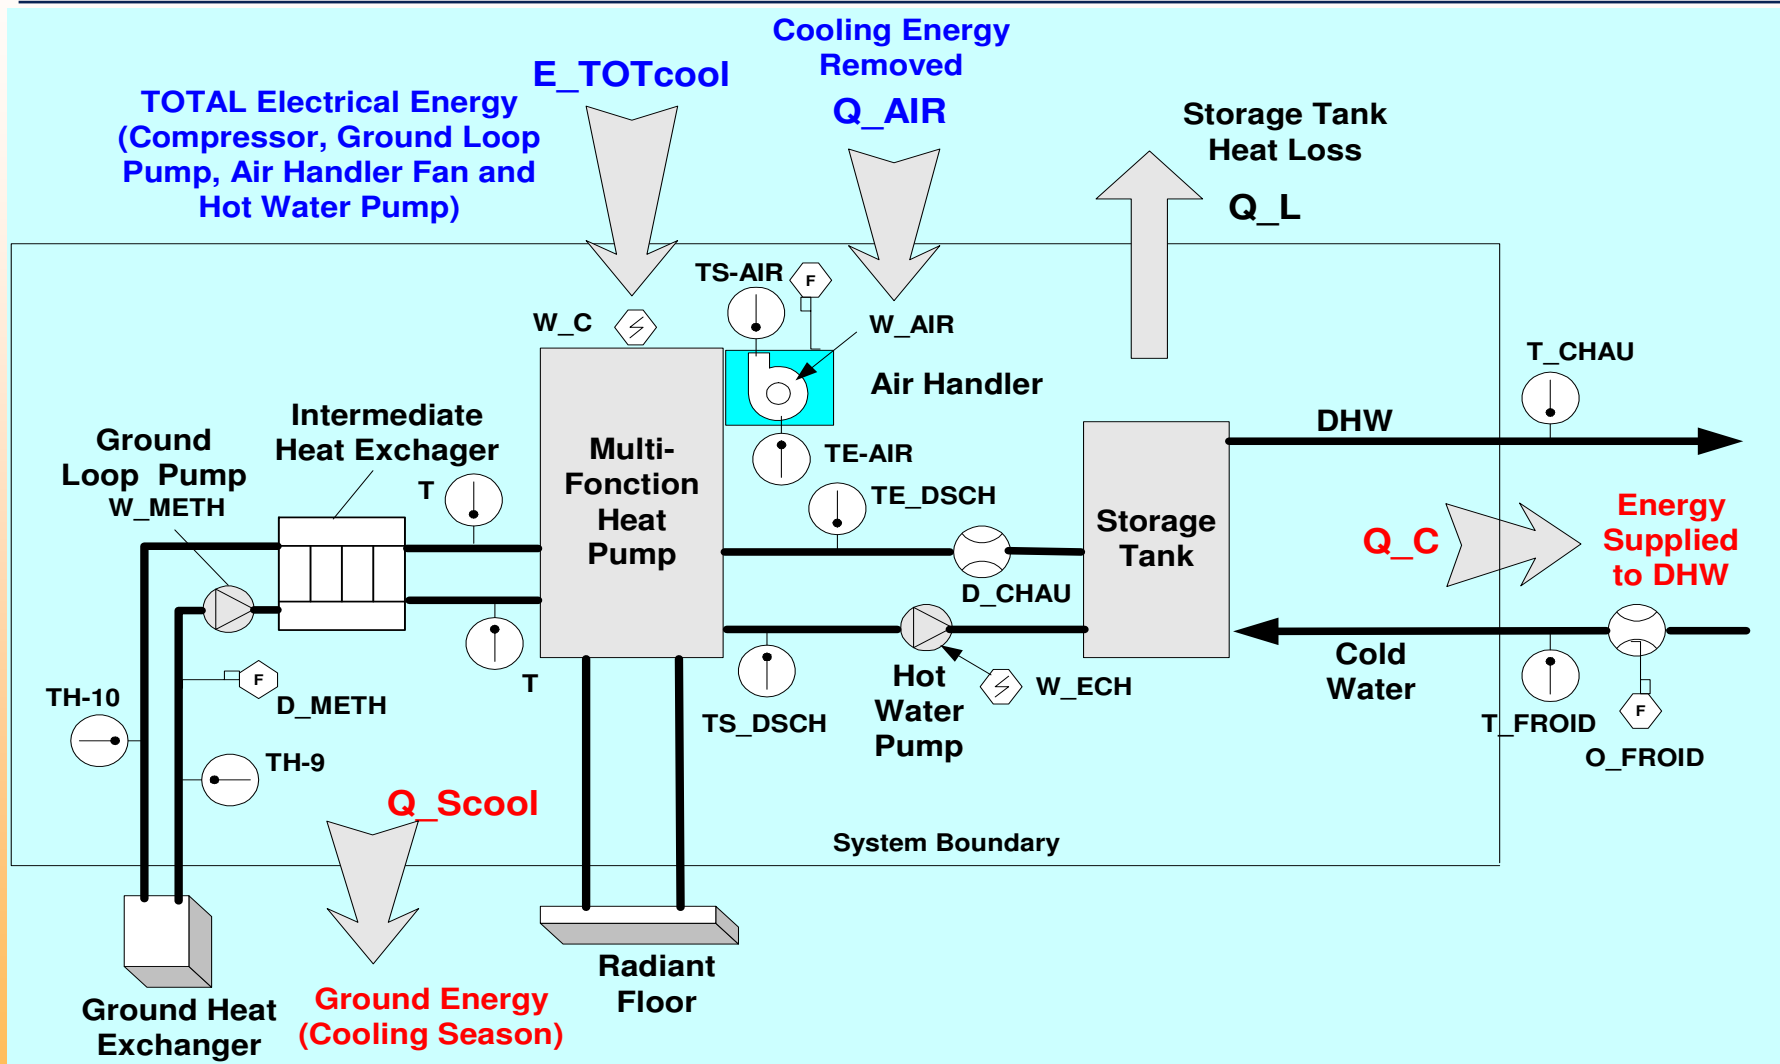 Cooling Energy
Removed
Q_AIR
E_TOTcool
TOTAL Electrical Energy
(Compressor, Ground Loop
Pump, Air Handler Fan and
Hot Water Pump)
Storage Tank
Heat Loss
Q_L
TS-AIR
F
W_C
W_AIR
Air Handler
T_CHAU
DHW
Intermediate
Heat Exchager
Ground
Loop Pump
W_METH
T
Multi-
Fonction
Heat
Pump
TE-AIR
TE_DSCH
Storage
Tank
Q_C
Energy
Supplied
to DHW
D_CHAU
T
F
D_METH
TH-10
TH-9
TS_DSCH
Hot
Water
Pump
W_ECH
Cold
Water
T_FROID
F
O_FROID
Q_Scool
System Boundary
Ground Heat
Exchanger
Ground Energy
(Cooling Season)
Radiant
Floor